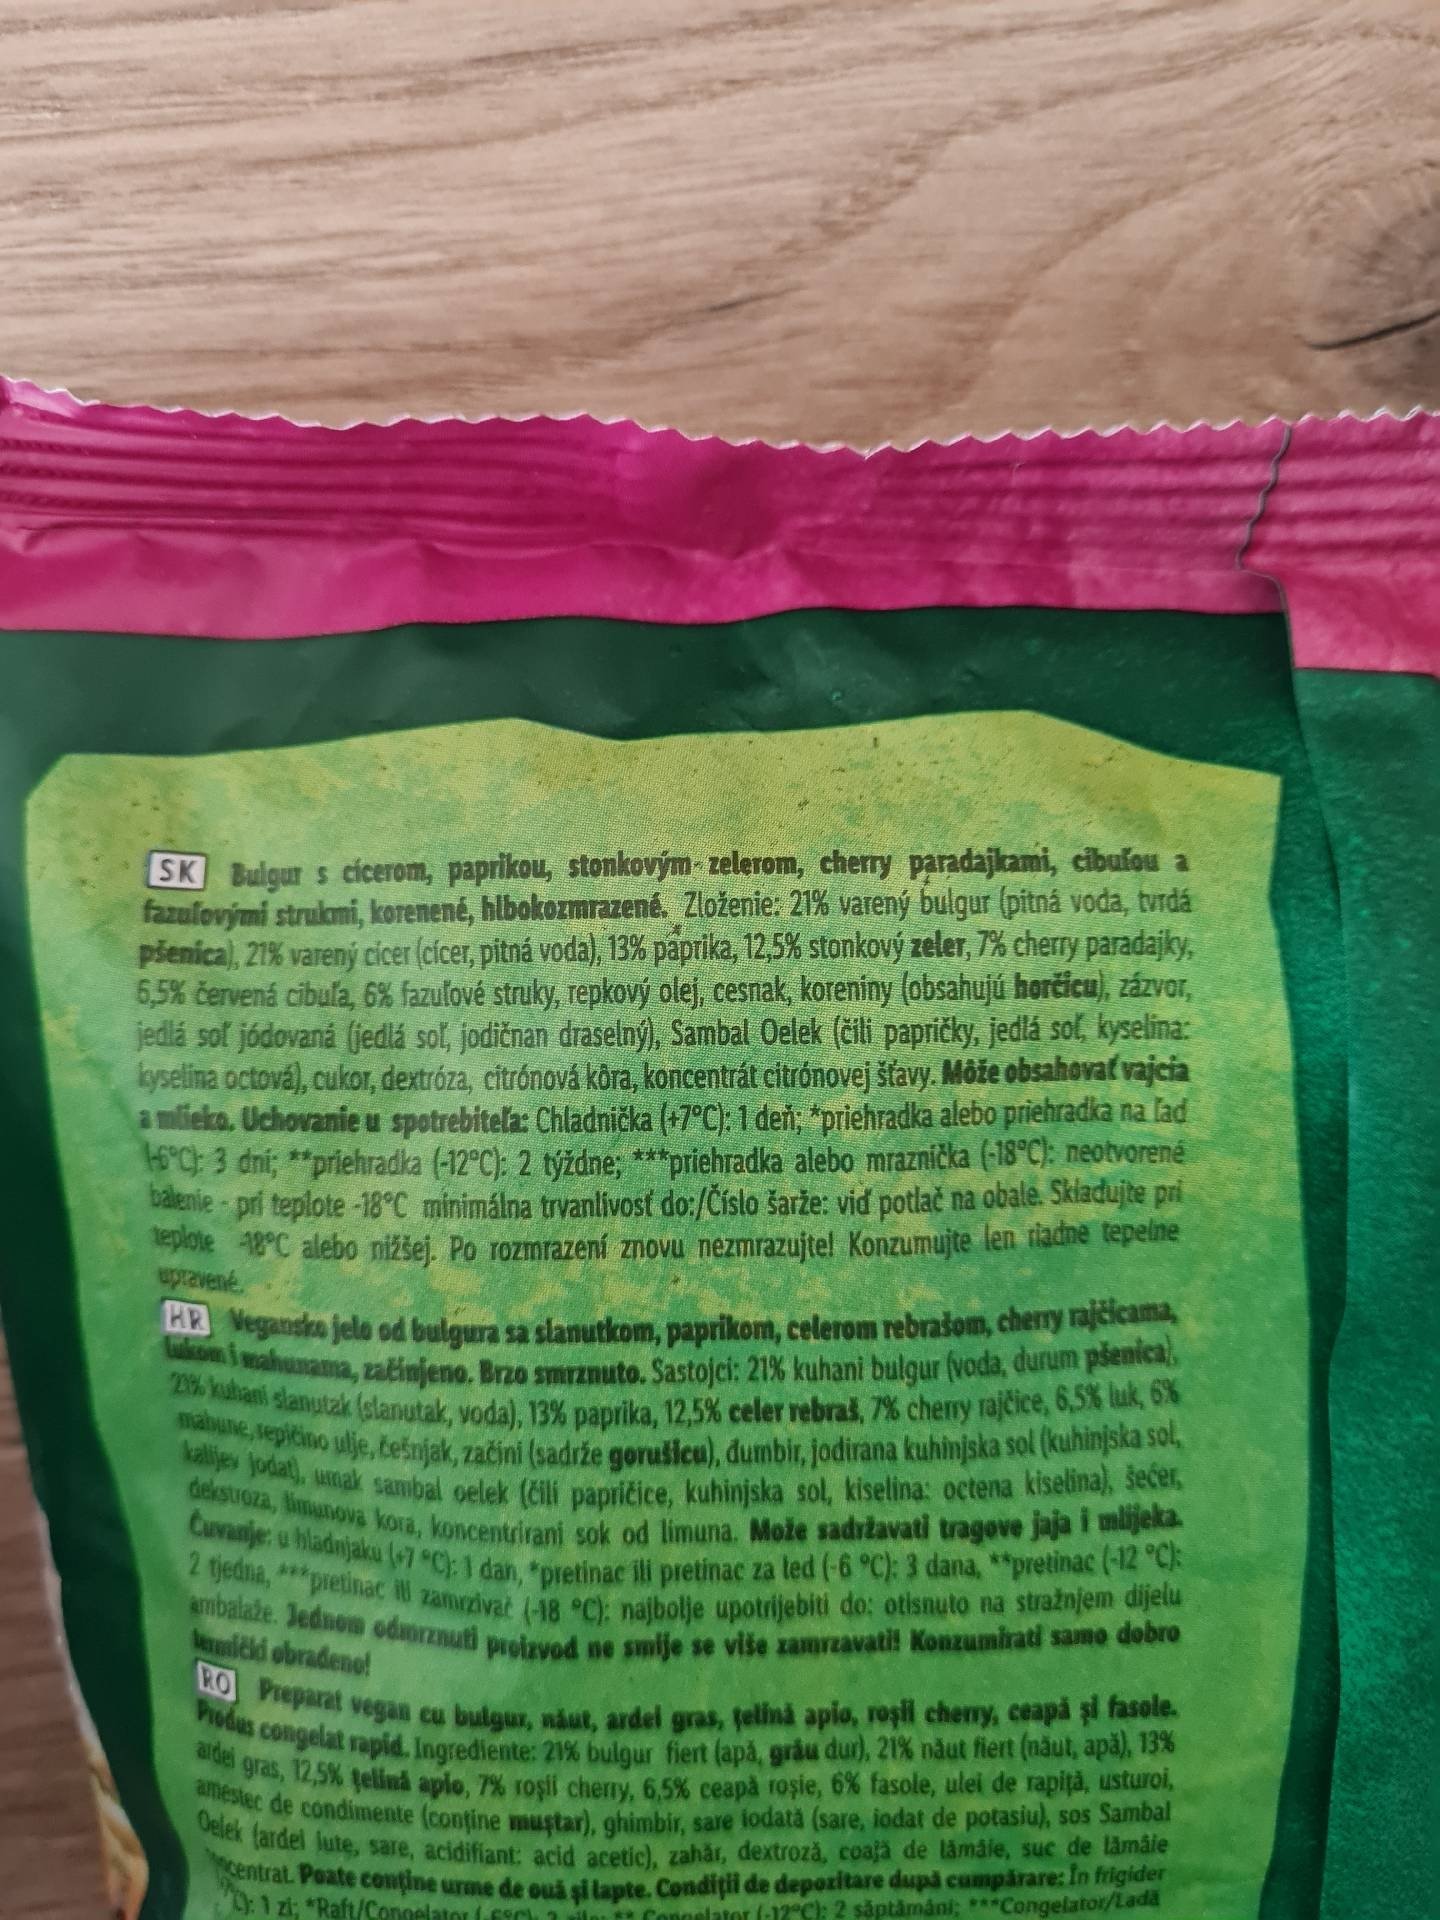 SK Bulgur s cícerom, paprikou, stonkovým zelerom, cherry paradajkami, cibuľou a
fazuľovými strukmi, korenené, hlbokozmrazené. Zloženie: 21% varený bulgur (pitná voda, tvrdá
pšenica), 21% varený cícer (cícer, pitná voda), 13% paprika, 12,5% stonkový zeler, 7% cherry paradajky,
6,5% červená cibuľa, 6% fazuľové struky, repkový olej, cesnak, koreniny (obsahujú horčicu), zázvor,
jedlá soľ jódovaná (jedlá soľ, jodičnan draselný), Sambal Oelek (čili papričky, jedlá soľ, kyselina:
kyselina octová), cukor, dextróza, citrónová kôra, koncentrát citrónovej šťavy. Môže obsahovať vajcia
a mlieko. Uchovanie u spotrebiteľa: Chladnička (+7°C): 1 deň; *priehradka alebo priehradka na ľad
(-6°C): 3 dni; **priehradka (-12°C): 2 týždne; ***priehradka alebo mraznička (-18°C): neotvorené
balenie - pri teplote -18°C minimálna trvanlivosť do:/Číslo šarže: viď potlač na obale. Skladujte pri
teplote -18°C alebo nižšej. Po rozmrazení znovu nezmrazujte! Konzumujte len riadne tepelne
upravené.
HR Vegansko jelo od bulgura sa slanutkom, paprikom, celerom rebrašom, cherry rajčicama,
lukom i mahunama, začinjeno. Brzo smrznuto. Sastojci: 21% kuhani bulgur (voda, durum pšenica),
21% kuhani slanutak (slanutak, voda), 13% paprika, 12,5% celer rebraš, 7% cherry rajčice, 6,5% luk, 6%
mahune, repičino ulje, češnjak, začini (sadrže gorušicu), đumbir, jodirana kuhinjska sol (kuhinjska sol,
kalijev jodat), umak sambal oelek (čili papričice, kuhinjska sol, kiselina: octena kiselina), šećer,
dekstroza, limunova kora, koncentrirani sok od limuna. Može sadržavati tragove jaja i mlijeka.
Čuvanje: u hladnjaku (+7 °C): 1 dan, *pretinac ili pretinac za led (-6 °C): 3 dana, **pretinac (-12 °C):
2 tjedna, ***pretinac ili zamrzivač (-18 °C): najbolje upotrijebiti do: otisnuto na stražnjem dijelu
ambalaže. Jednom odmrznuti proizvod ne smije se više zamrzavati! Konzumirati samo dobro
termički obrađeno!
RO Preparat vegan cu bulgur, năut, ardei gras, țelină apio, roșii cherry, ceapă și fasole.
Produs congelat rapid. Ingrediente: 21% bulgur fiert (apă, grâu dur), 21% năut fiert (năut, apă), 13%
ardei gras, 12,5% țelină apio, 7% roșii cherry, 6,5% ceapă roșie, 6% fasole, ulei de rapiță, usturoi,
amestec de condimente (conține muștar), ghimbir, sare iodată (sare, iodat de potasiu), sos Sambal
Oelek (ardei iute, sare, acidifiant: acid acetic), zahăr, dextroză, coajă de lămâie, suc de lămâie
concentrat. Poate conține urme de ouă și lapte. Condiții de depozitare după cumpărare: În frigider
1 zi; *Raft/Congelator (-6°C): 3 zile; ** Congelator (-12°C): 2 săptămâni; ***Congelator/Ladă